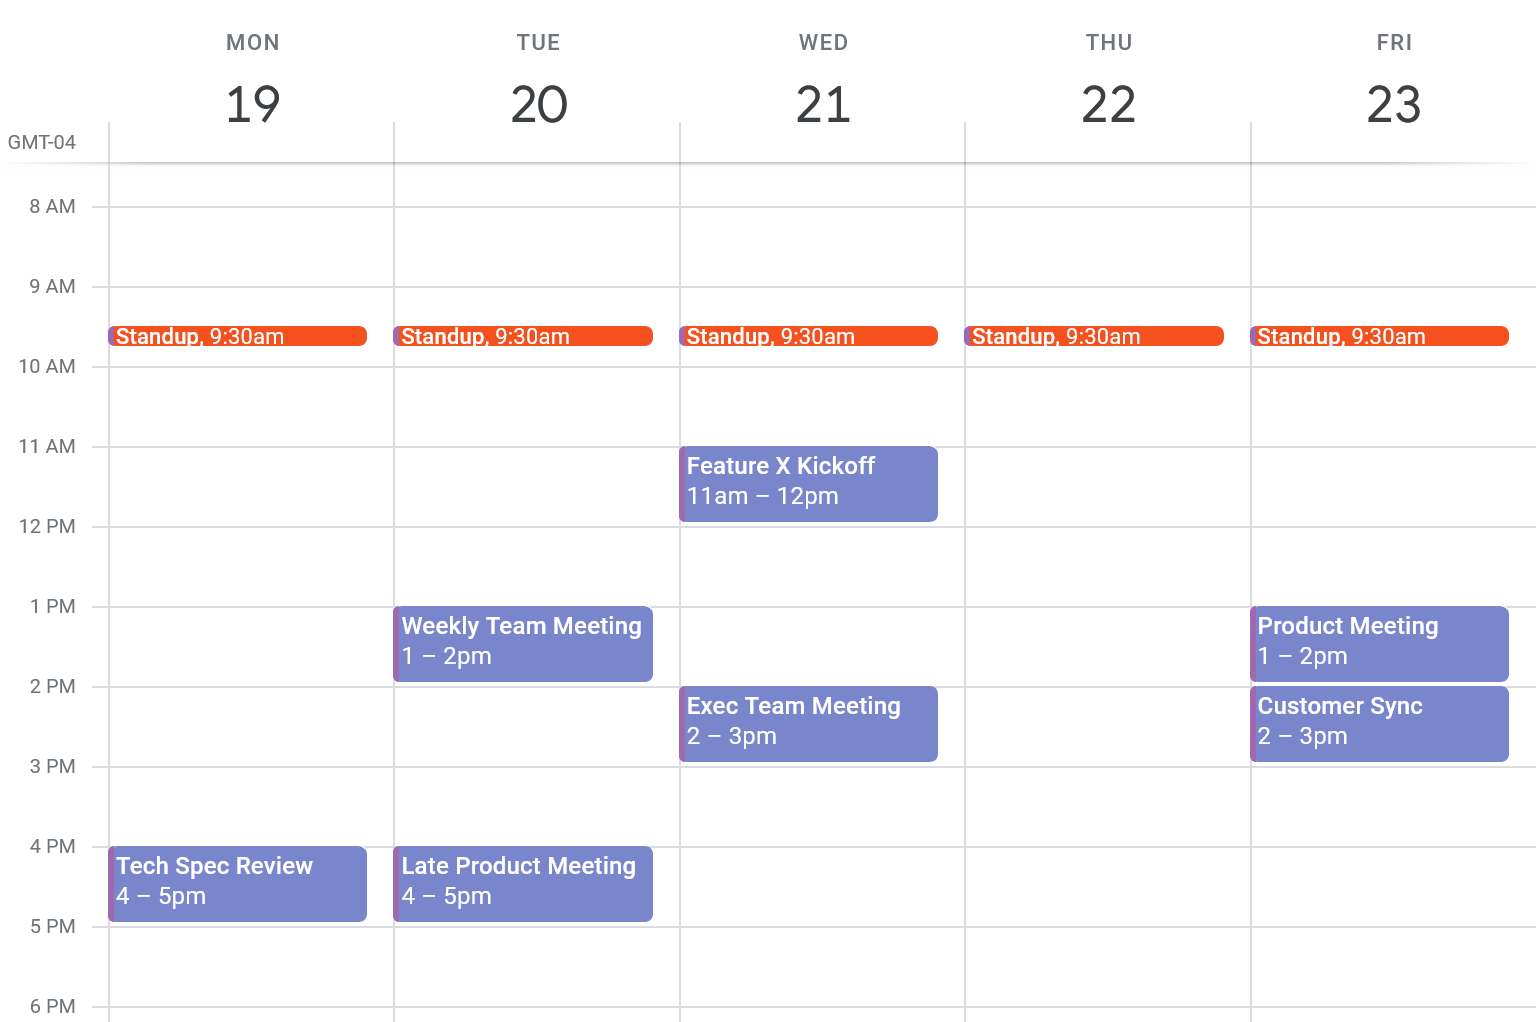 MON
TUE
WED
THU
FRI
19
20
21
22
23
GMT-04
8 AM
9 AM
Standup, 9:30am
Standup, 9:30am
Standup, 9:30am
Standup, 9:30am
Standup, 9:30am
10 AM
11 AM
Feature X Kickoff
11am – 12pm
12 PM
1 PM
Weekly Team Meeting
1 – 2pm
Product Meeting
1 – 2pm
2 PM
Exec Team Meeting
2 – 3pm
Customer Sync
2 – 3pm
3 PM
4 PM
Tech Spec Review
4 – 5pm
Late Product Meeting
4 – 5pm
5 PM
6 PM